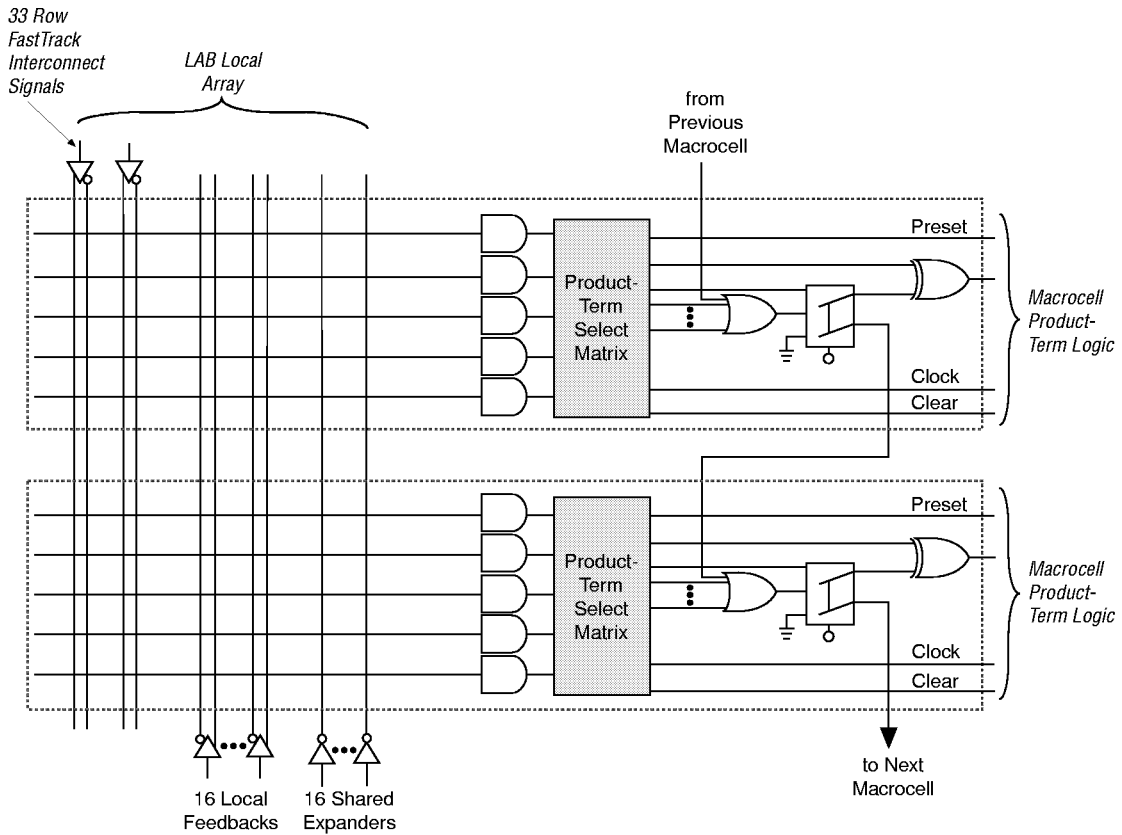 33 Row
FastTrack
Interconnect
Signals
LAB Local
Array
from
Previous
Macrocell
Preset
Product-
Term
Select
Matrix
Clock
Clear
Macrocell
Product-
Term Logic
Preset
Product-
Term
Select
Matrix
Clock
Clear
Macrocell
Product-
Term Logic
16 Local
Feedbacks
16 Shared
Expanders
to Next
Macrocell